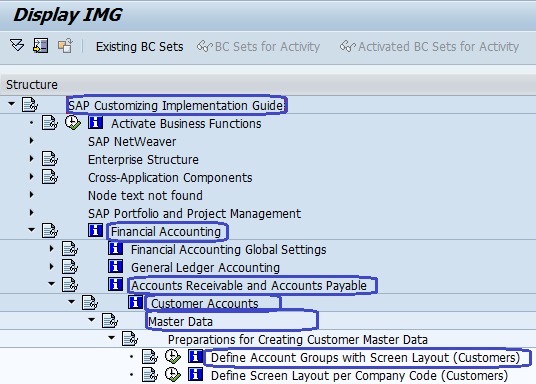 Display IMG
Existing BC Sets BC Sets for Activity Activated BC Sets for Activity
Structure
SAP Customizing Implementation Guide
Activate Business Functions
SAP NetWeaver
Enterprise Structure
Cross-Application Components
Node text not found
SAP Portfolio and Project Management
Financial Accounting
Financial Accounting Global Settings
General Ledger Accounting
Accounts Receivable and Accounts Payable
Customer Accounts
Master Data
Preparations for Creating Customer Master Data
Define Account Groups with Screen Layout (Customers)
Define Screen Layout per Company Code (Customers)